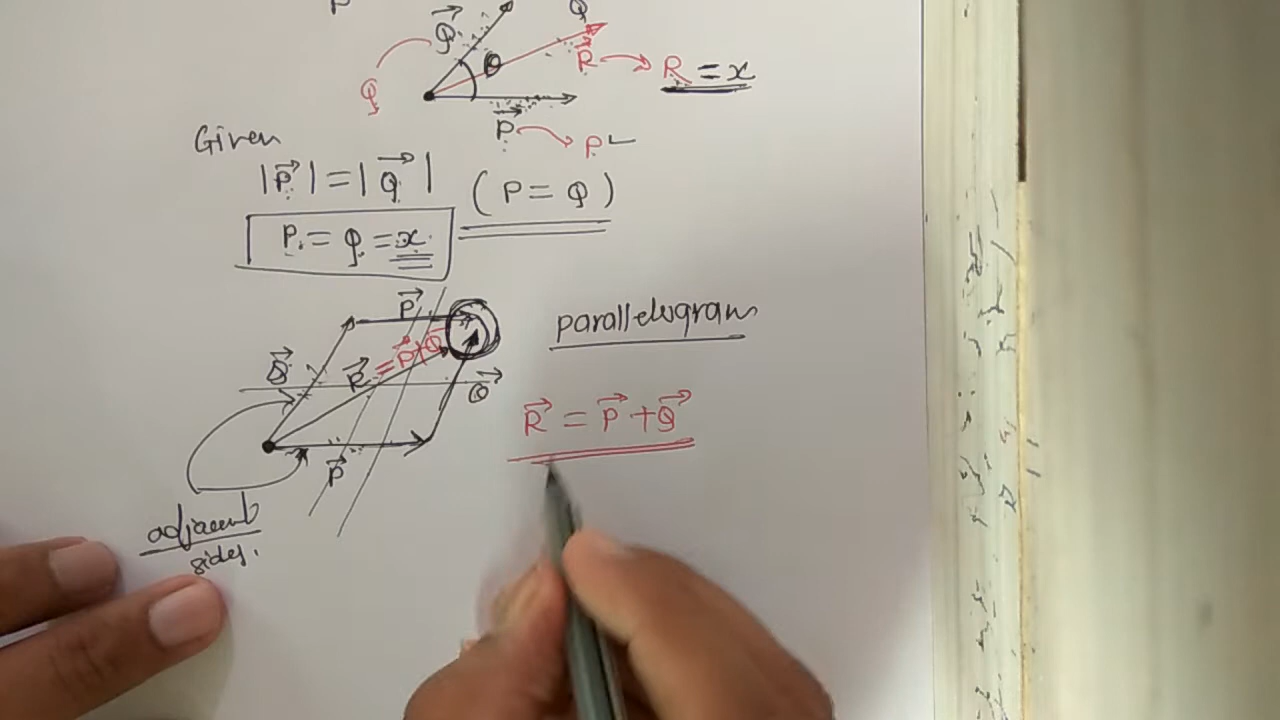 P
Q⃗
Q
θ
R⃗
R = x
Q
P⃗
P
Given
|P⃗| = |Q⃗|
(P = Q)
P = Q = x
P⃗
parallelogram
Q⃗
R⃗ = P⃗+Q⃗
Q⃗
R⃗ = P⃗ + Q⃗
P⃗
adjacent
sides.